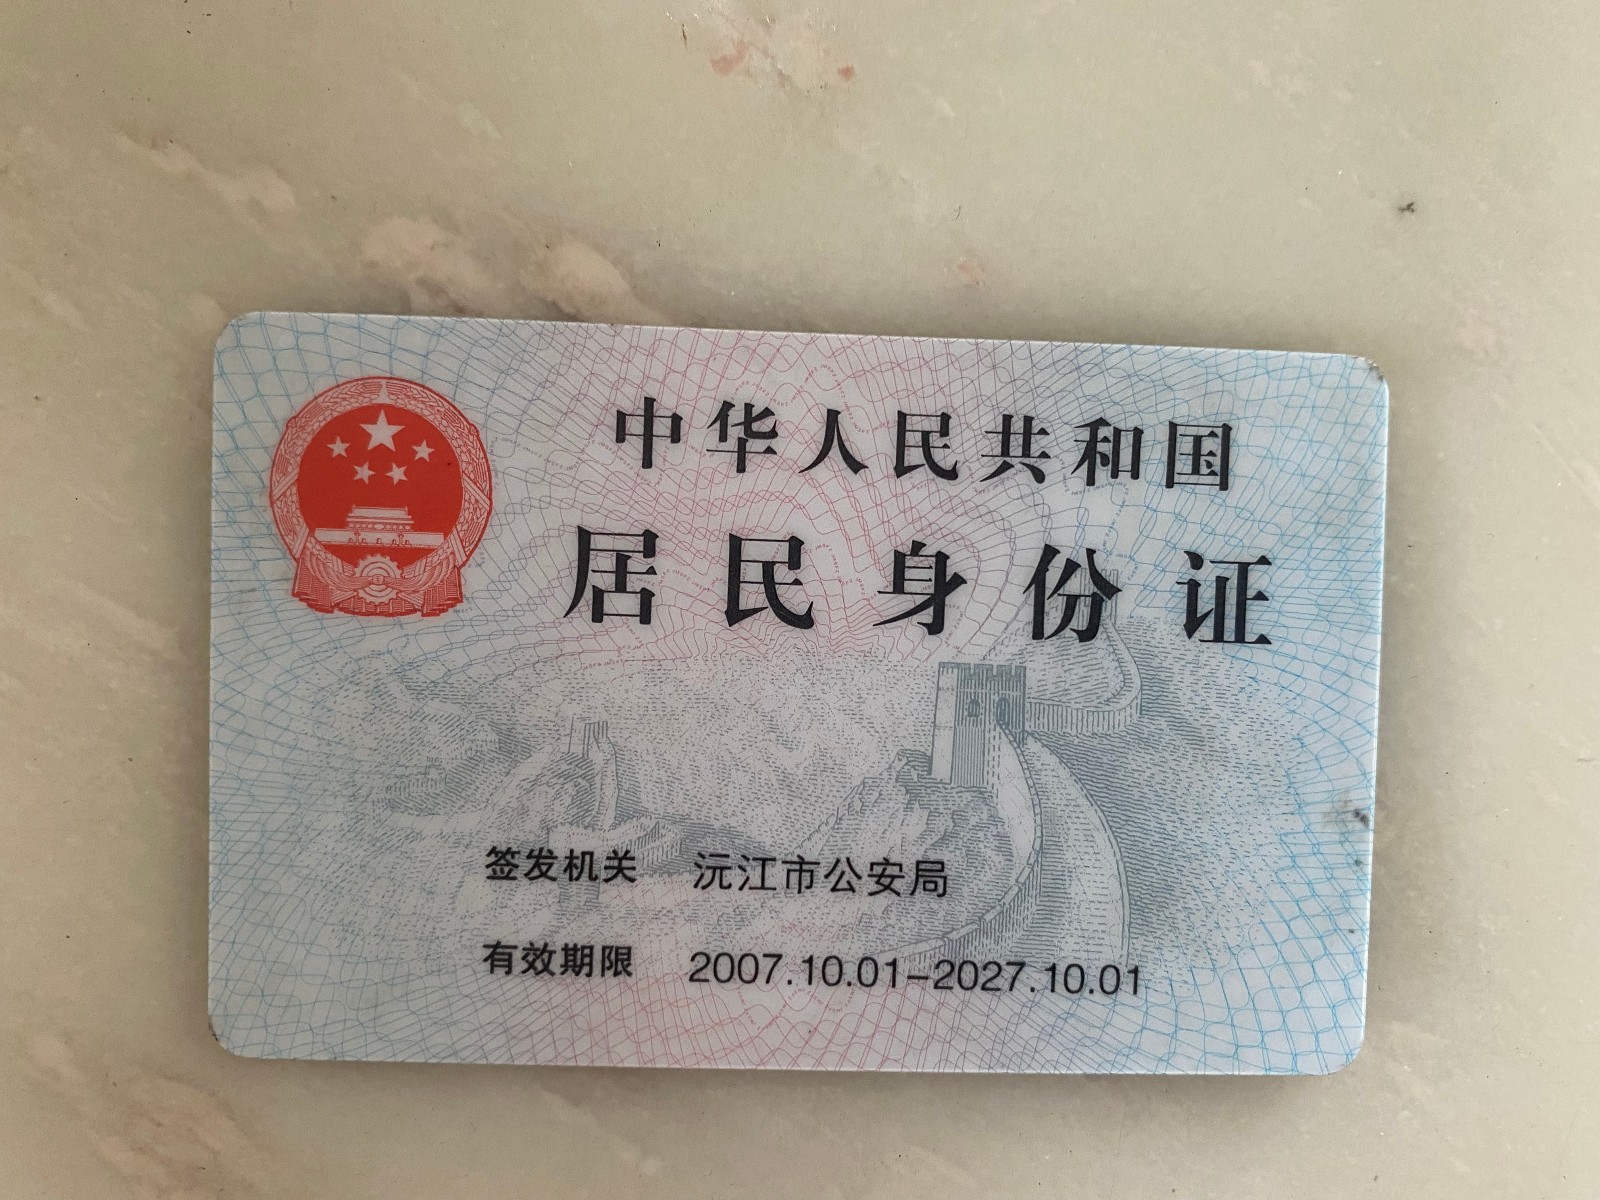 中华人民共和国
居民身份证
签发机关 沅江市公安局
有效期限 2007.10.01-2027.10.01